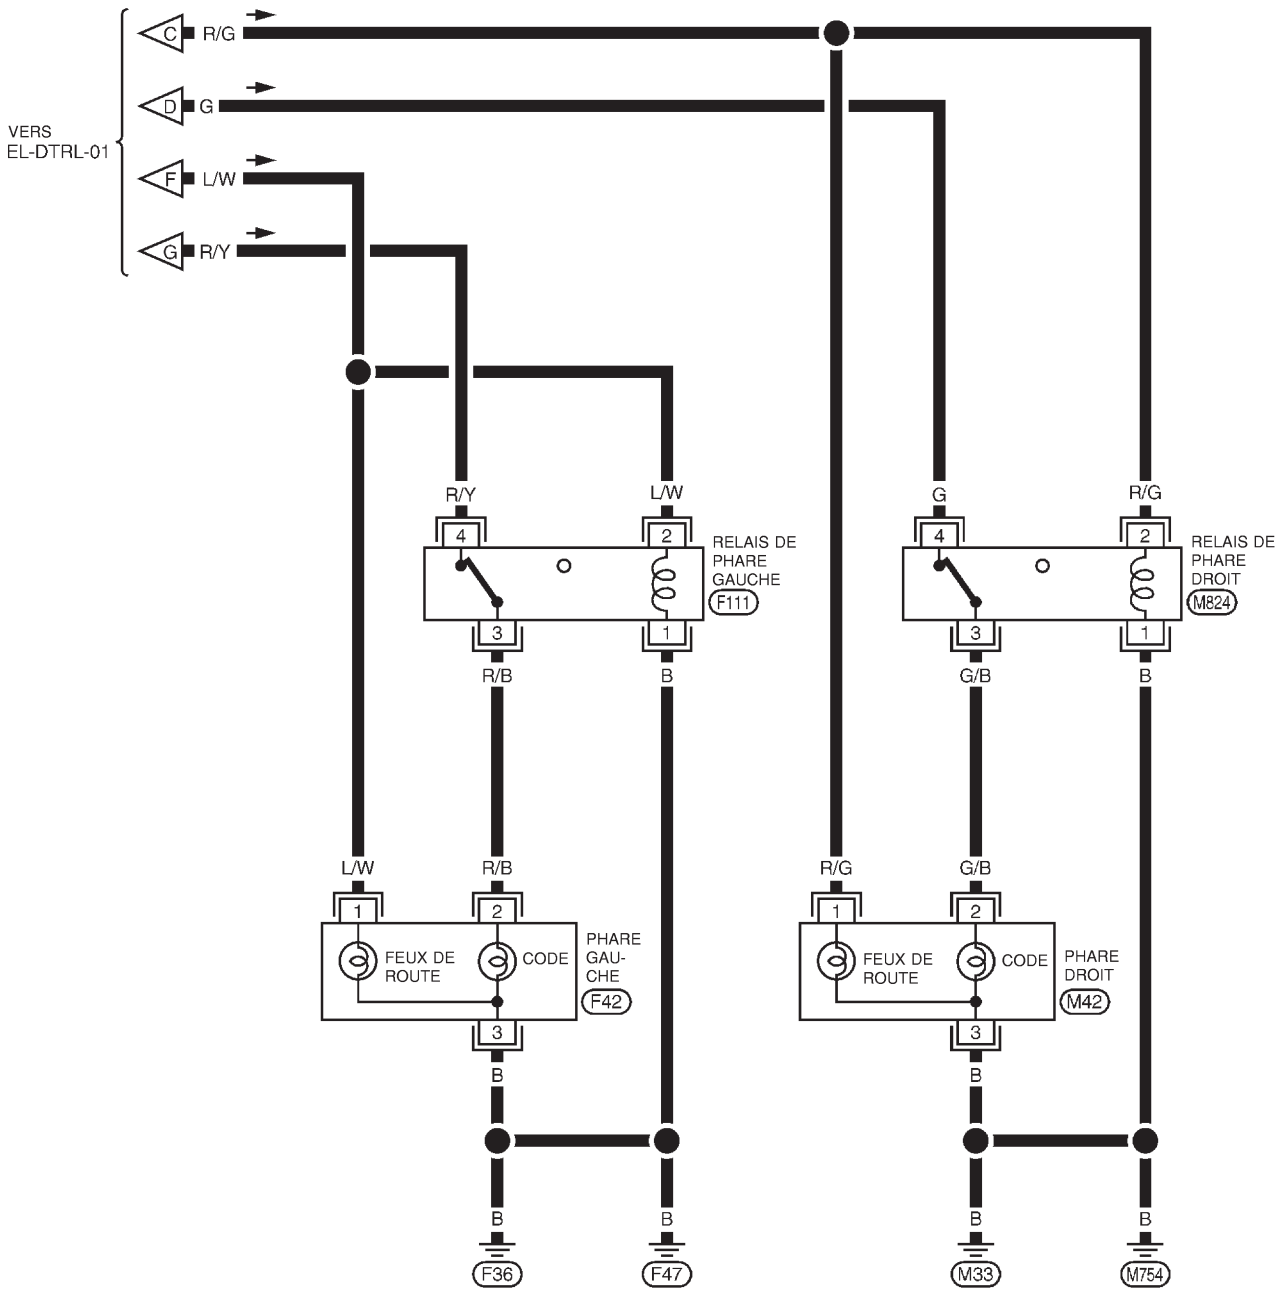 C R/G
D G
VERS
EL-DTRL-01
F L/W
G R/Y
R/Y L/W G R/G
4 2 4 2
RELAIS DE
PHARE
GAUCHE
F111
RELAIS DE
PHARE
DROIT
M824
3 1 3 1
R/B B G/B B
L/W R/B R/G G/B
1 2 1 2
FEUX DE
ROUTE
CODE
PHARE
GAU-
CHE
F42
FEUX DE
ROUTE
CODE
PHARE
DROIT
M42
3 3
B B
B B B B
F36 F47 M33 M754